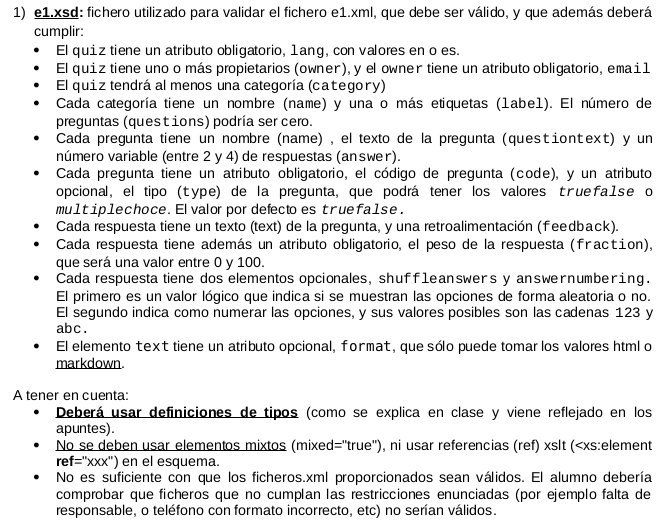 1) e1.xsd: fichero utilizado para validar el fichero e1.xml, que debe ser válido, y que además deberá
cumplir:
• El quiz tiene un atributo obligatorio, lang, con valores en o es.
• El quiz tiene uno o más propietarios (owner), y el owner tiene un atributo obligatorio, email
• El quiz tendrá al menos una categoría (category)
• Cada categoría tiene un nombre (name) y una o más etiquetas (label). El número de
preguntas (questions) podría ser cero.
• Cada pregunta tiene un nombre (name) , el texto de la pregunta (questiontext) y un
número variable (entre 2 y 4) de respuestas (answer).
• Cada pregunta tiene un atributo obligatorio, el código de pregunta (code), y un atributo
opcional, el tipo (type) de la pregunta, que podrá tener los valores truefalse o
multiplechoce. El valor por defecto es truefalse.
• Cada respuesta tiene un texto (text) de la pregunta, y una retroalimentación (feedback).
• Cada respuesta tiene además un atributo obligatorio, el peso de la respuesta (fraction),
que será una valor entre 0 y 100.
• Cada respuesta tiene dos elementos opcionales, shuffleanswers y answernumbering.
El primero es un valor lógico que indica si se muestran las opciones de forma aleatoria o no.
El segundo indica como numerar las opciones, y sus valores posibles son las cadenas 123 y
abc.
• El elemento text tiene un atributo opcional, format, que sólo puede tomar los valores html o
markdown.
A tener en cuenta:
• Deberá usar definiciones de tipos (como se explica en clase y viene reflejado en los
apuntes).
• No se deben usar elementos mixtos (mixed="true"), ni usar referencias (ref) xslt (<xs:element
ref="xxx") en el esquema.
• No es suficiente con que los ficheros.xml proporcionados sean válidos. El alumno debería
comprobar que ficheros que no cumplan las restricciones enunciadas (por ejemplo falta de
responsable, o teléfono con formato incorrecto, etc) no serían válidos.